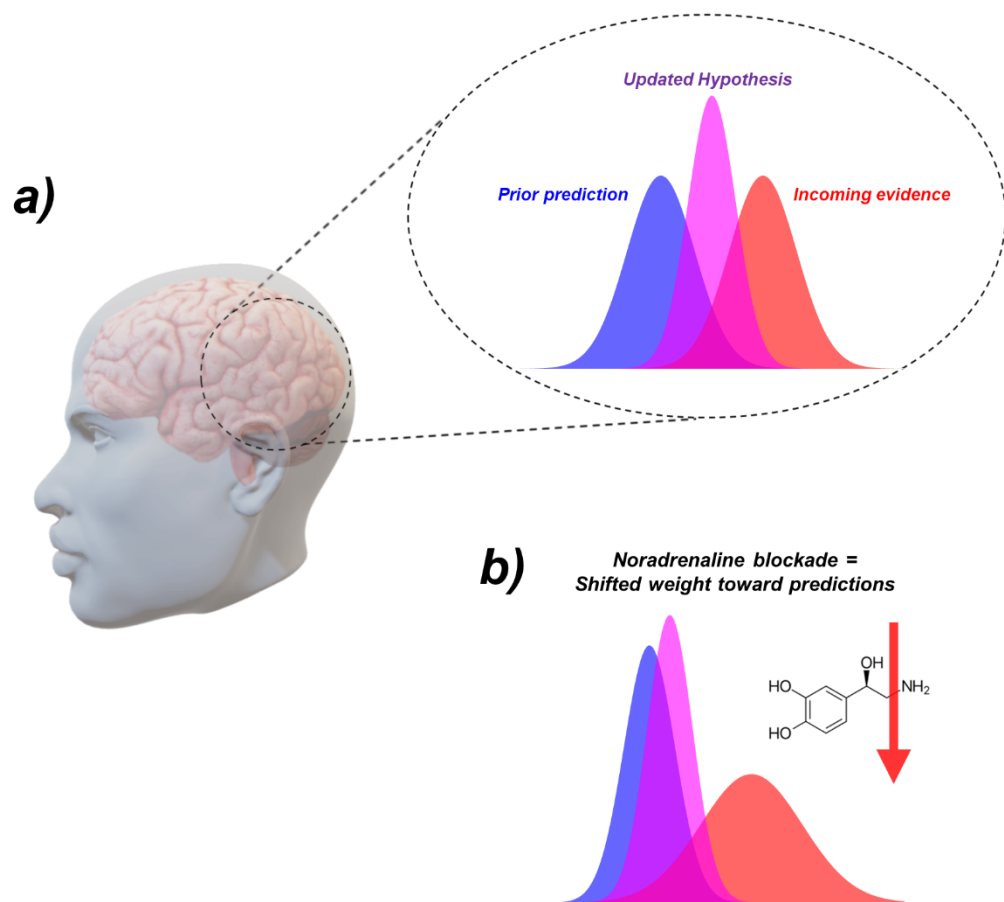 a)
Updated Hypothesis
Prior prediction
Incoming evidence
b)
Noradrenaline blockade =
Shifted weight toward predictions
OH
HO
NH₂
HO